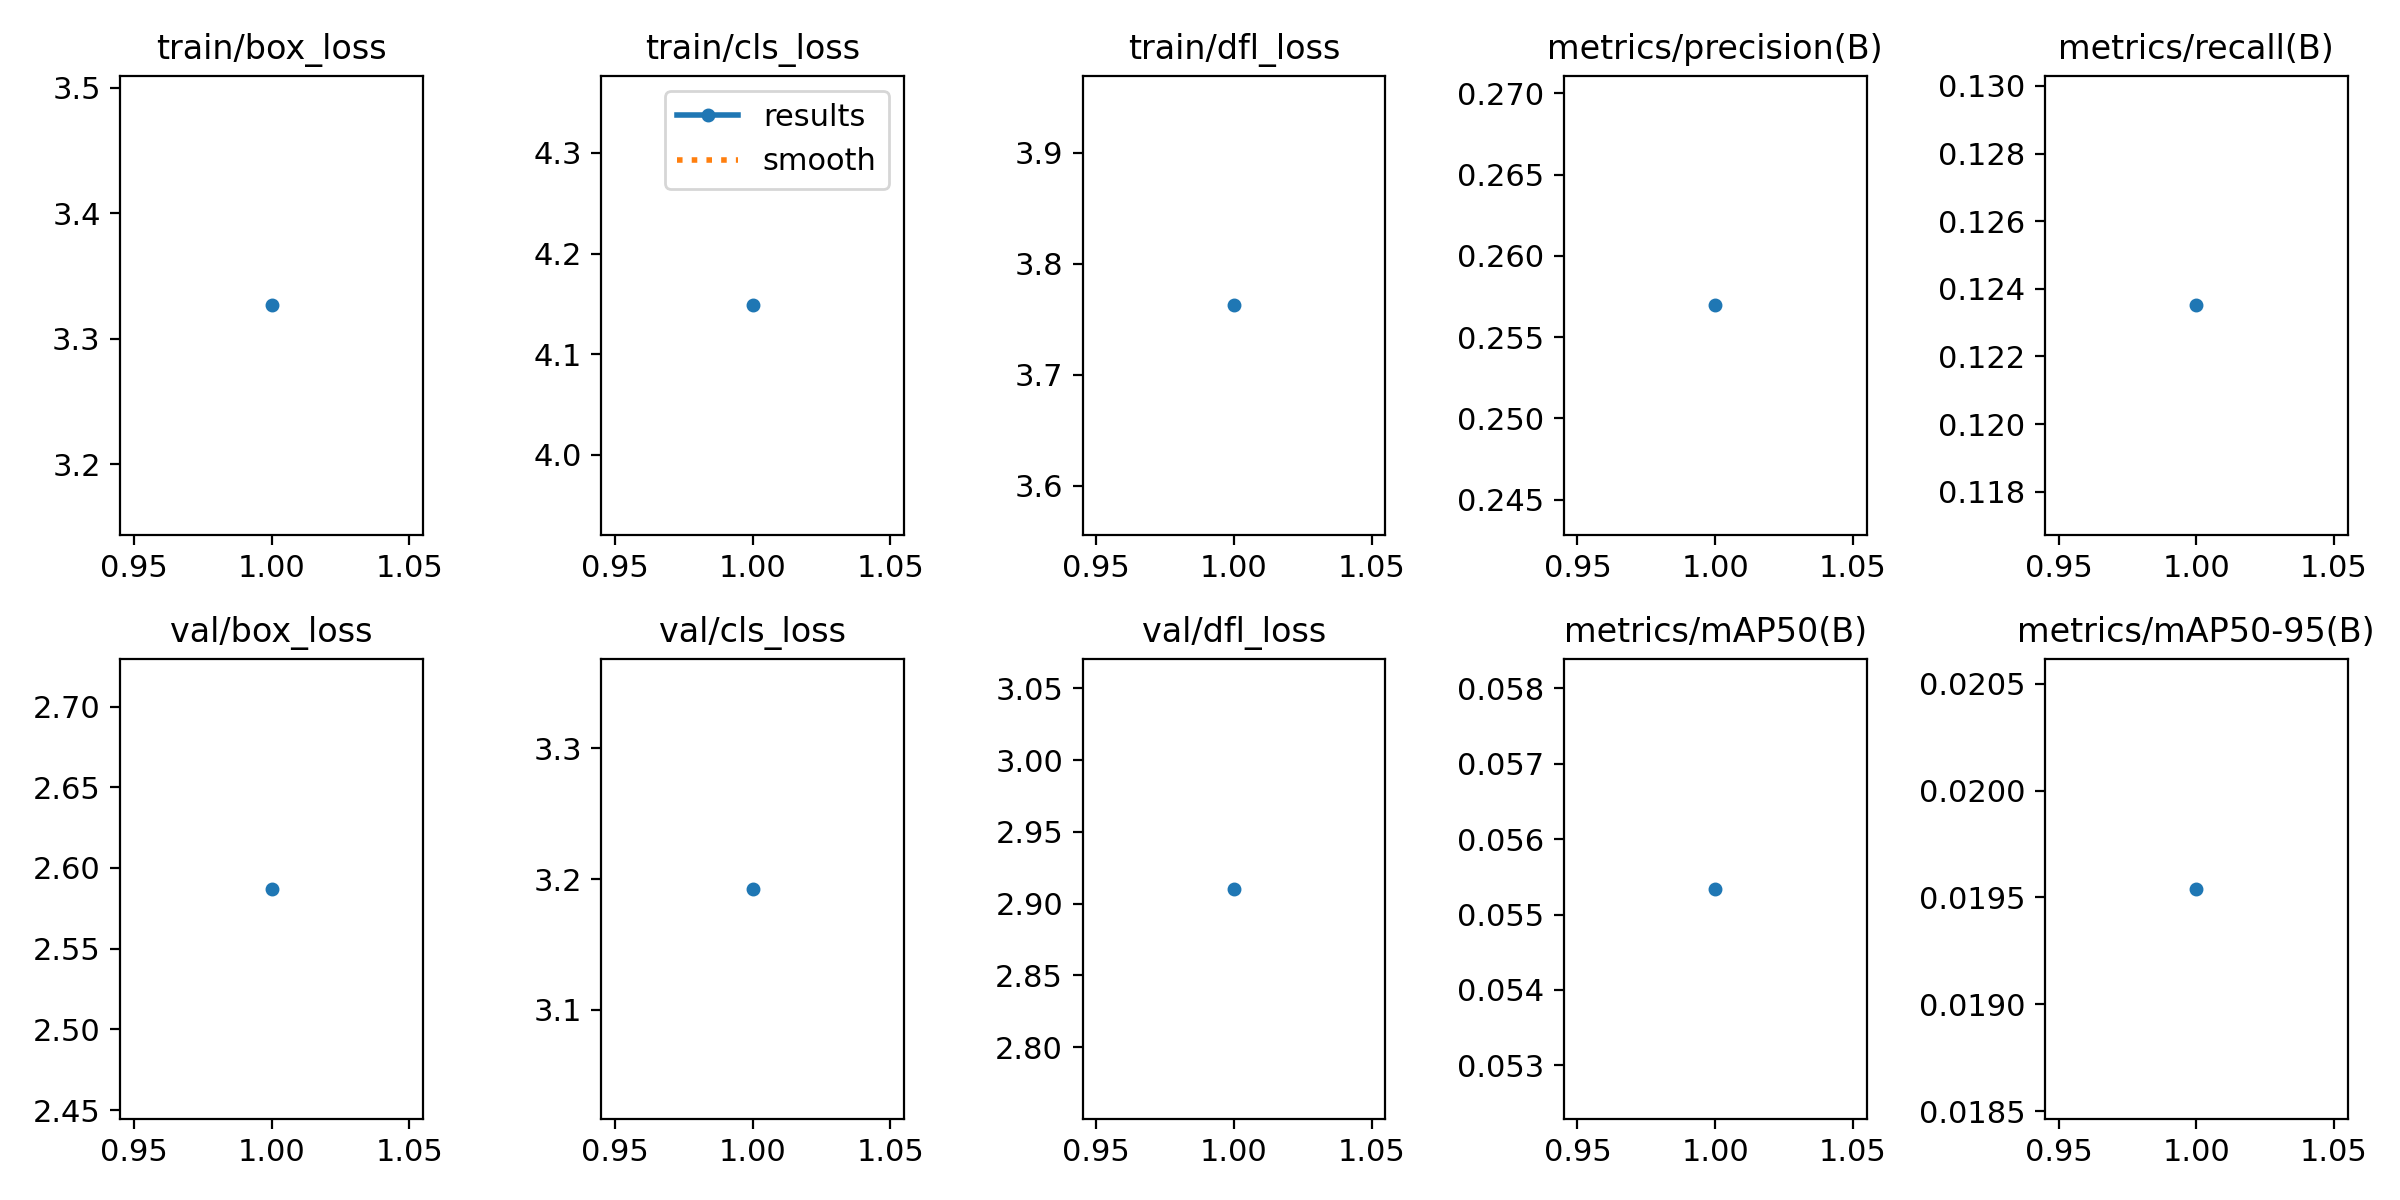 train/box_loss
3.5
3.4
3.3
3.2
0.95 1.00 1.05
train/cls_loss
results
smooth
4.3
4.2
4.1
4.0
0.95 1.00 1.05
train/dfl_loss
3.9
3.8
3.7
3.6
0.95 1.00 1.05
metrics/precision(B)
0.270
0.265
0.260
0.255
0.250
0.245
0.95 1.00 1.05
metrics/recall(B)
0.130
0.128
0.126
0.124
0.122
0.120
0.118
0.95 1.00 1.05
val/box_loss
2.70
2.65
2.60
2.55
2.50
2.45
0.95 1.00 1.05
val/cls_loss
3.3
3.2
3.1
0.95 1.00 1.05
val/dfl_loss
3.05
3.00
2.95
2.90
2.85
2.80
0.95 1.00 1.05
metrics/mAP50(B)
0.058
0.057
0.056
0.055
0.054
0.053
0.95 1.00 1.05
metrics/mAP50-95(B)
0.0205
0.0200
0.0195
0.0190
0.0185
0.95 1.00 1.05